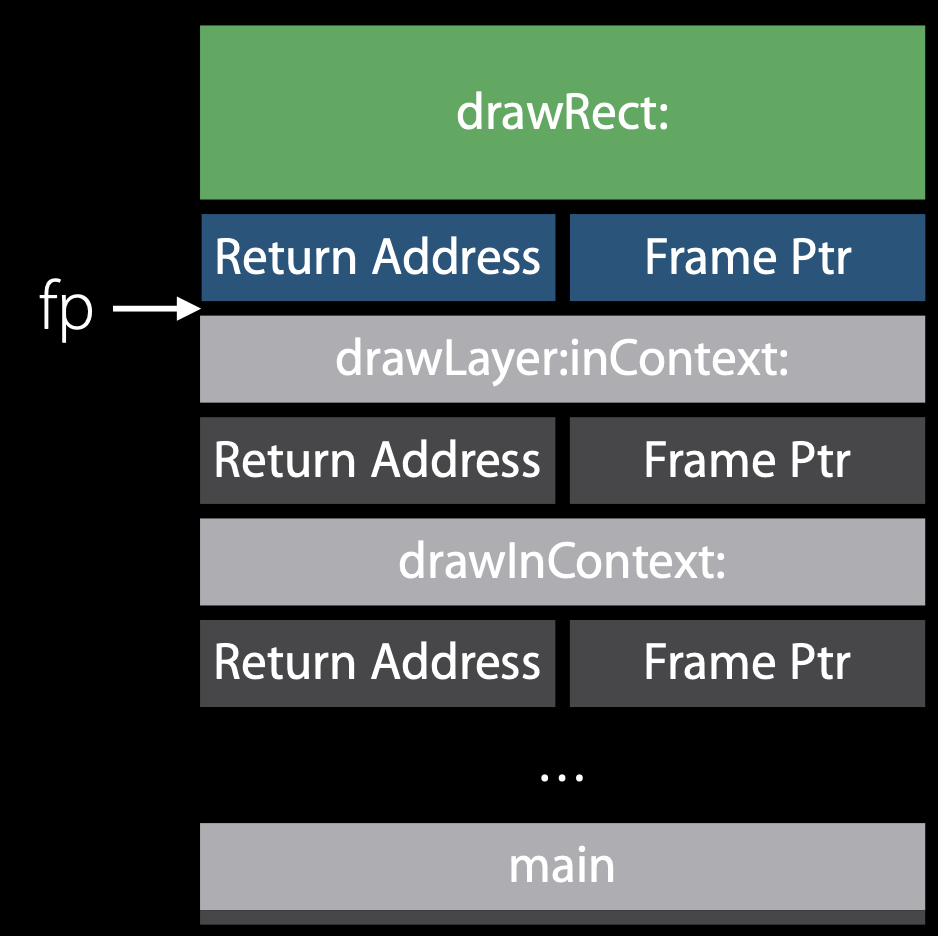 drawRect:
Return Address Frame Ptr
fp
drawLayer:inContext:
Return Address Frame Ptr
drawInContext:
Return Address Frame Ptr
...
main